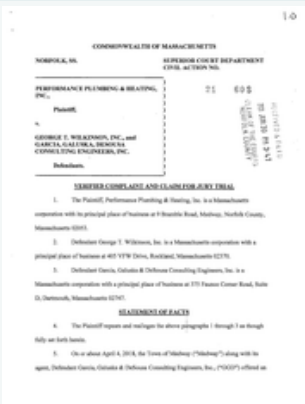 10
COMMONWEALTH OF MASSACHUSETTS
NORFOLK, SS.
SUPERIOR COURT DEPARTMENT
CIVIL ACTION NO.
PERFORMANCE PLUMBING & HEATING,
INC.,
Plaintiff,
v.
GEORGE T. WILKINSON, INC., and
GARCIA, GALUSKA, DESOUSA
CONSULTING ENGINEERS, INC.
Defendants.
21
VERIFIED COMPLAINT AND CLAIM FOR JURY TRIAL
1. The Plaintiff, Performance Plumbing & Heating, Inc. is a Massachusetts
corporation with its principal place of business at 9 Bramble Road, Medway, Norfolk County,
Massachusetts 02053.
2. Defendant George T. Wilkinson, Inc. is a Massachusetts corporation with a
principal place of business at 405 VFW Drive, Rockland, Massachusetts 02370.
3. Defendant Garcia, Galuska & DeSousa Consulting Engineers, Inc. is a
Massachusetts corporation with a principal place of business at 375 Faunce Corner Road, Suite
D, Dartmouth, Massachusetts 02747.
STATEMENT OF FACTS
4. The Plaintiff repeats and realleges the above paragraphs 1 through 3 as though
fully set forth herein.
5. On or about April 4, 2018, the Town of Medway ("Medway") along with its
agent, Defendant Garcia, Galuska & DeSousa Consulting Engineers, Inc., ("GGD") offered an